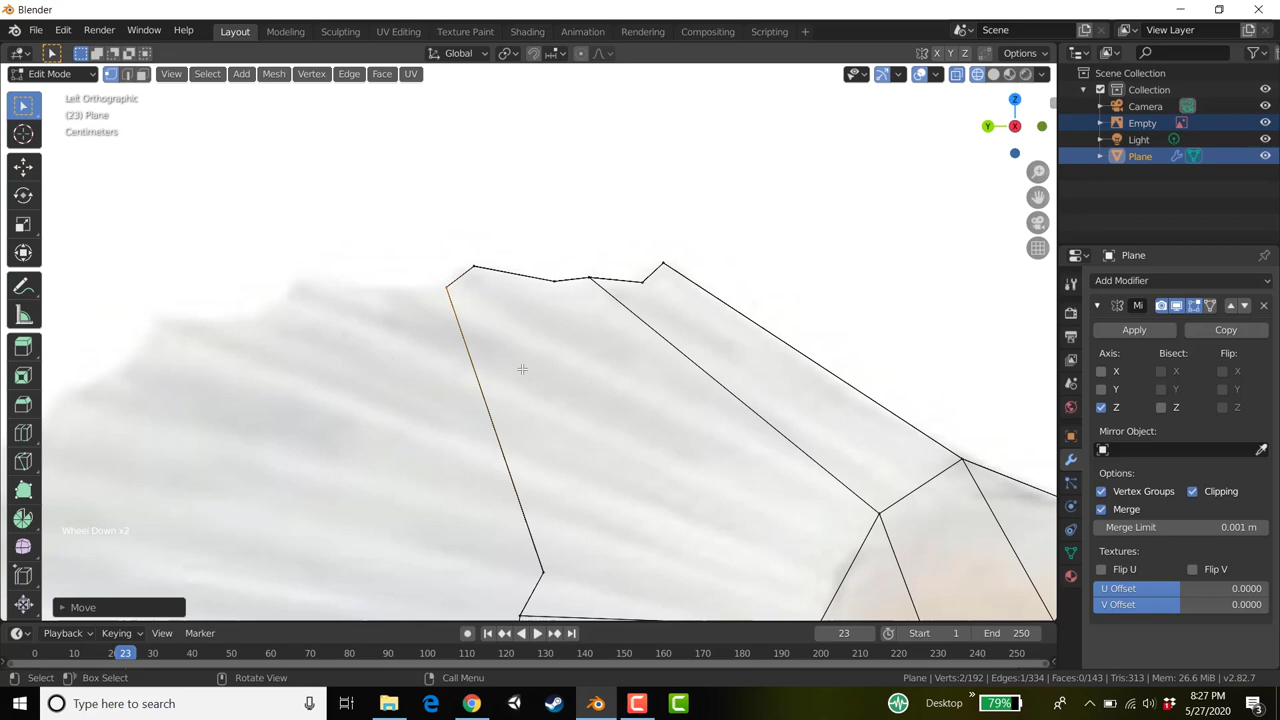 Blender
File Edit Render Window Help
Layout Modeling Sculpting UV Editing Texture Paint Shading Animation Rendering Compositing Scripting +
Scene
View Layer
Global
X Y Z
Options
Edit Mode
View Select Add Mesh Vertex Edge Face UV
Left Orthographic
(23) Plane
Centimeters
Z
Y
X
Scene Collection
Collection
Camera
Empty
Light
Plane
Plane
Add Modifier
Mi
Apply
Copy
Axis:
Bisect:
Flip:
X X X
Y Y Y
Z Z Z
Mirror Object:
Options:
Vertex Groups
Clipping
Merge
Merge Limit 0.001 m
Textures:
Flip U
Flip V
U Offset 0.0000
V Offset 0.0000
Wheel Down x2
Move
Playback Keying View Marker
23
Start 1
End 250
0 10 20 23 30 40 50 60 70 80 90 100 110 120 130 140 150 160 170 180 190 200 210 220 230 240 250
Select
Box Select
Rotate View
Call Menu
Plane | Verts:2/192 | Edges:1/334 | Faces:0/143 | Tris:313 | Mem: 26.6 MiB | v2.82.7
Type here to search
Desktop
79%
8:27 PM
5/27/2020
3